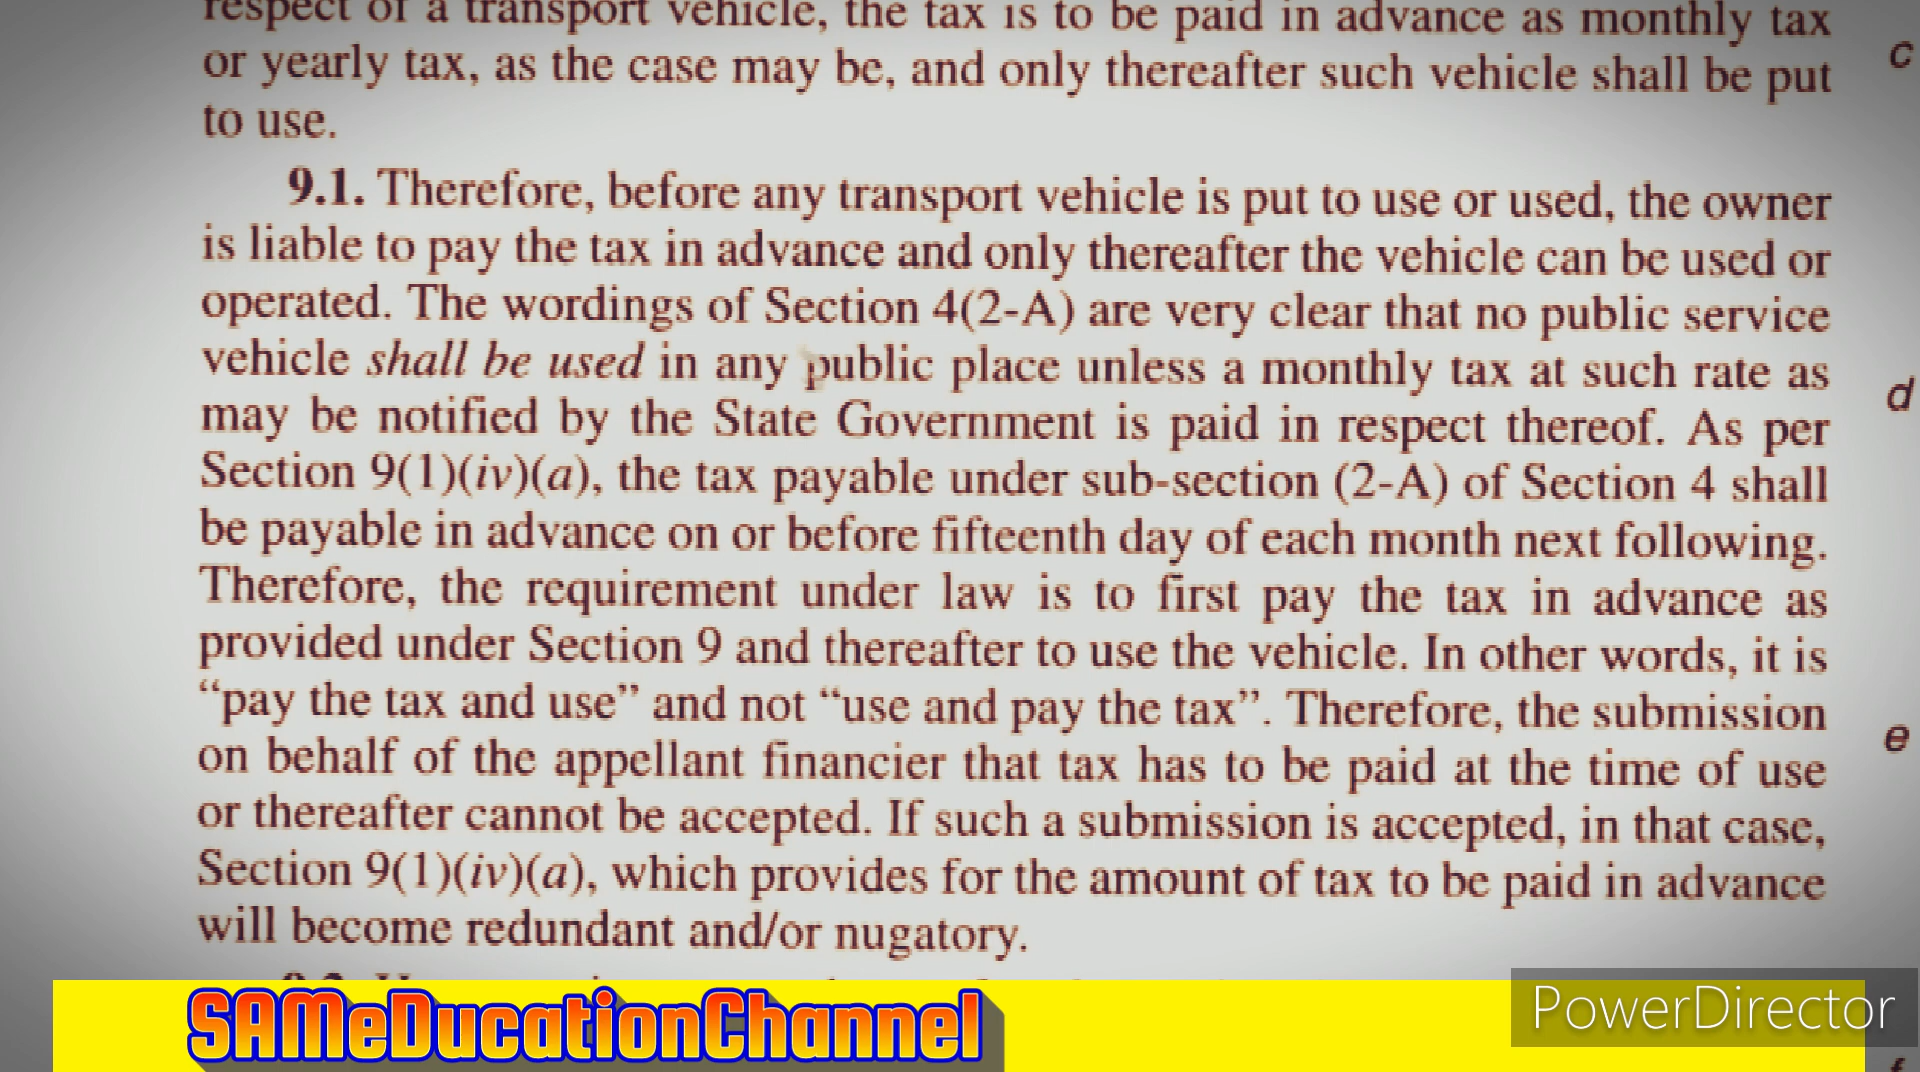 respect of a transport vehicle, the tax is to be paid in advance as monthly tax
or yearly tax, as the case may be, and only thereafter such vehicle shall be put
to use.
c
9.1. Therefore, before any transport vehicle is put to use or used, the owner
is liable to pay the tax in advance and only thereafter the vehicle can be used or
operated. The wordings of Section 4(2-A) are very clear that no public service
vehicle shall be used in any public place unless a monthly tax at such rate as
d
may be notified by the State Government is paid in respect thereof. As per
Section 9(1)(iv)(a), the tax payable under sub-section (2-A) of Section 4 shall
be payable in advance on or before fifteenth day of each month next following.
Therefore, the requirement under law is to first pay the tax in advance as
provided under Section 9 and thereafter to use the vehicle. In other words, it is
“pay the tax and use” and not “use and pay the tax”. Therefore, the submission
e
on behalf of the appellant financier that tax has to be paid at the time of use
or thereafter cannot be accepted. If such a submission is accepted, in that case,
Section 9(1)(iv)(a), which provides for the amount of tax to be paid in advance
will become redundant and/or nugatory.
SAMeDucationChannel
PowerDirector